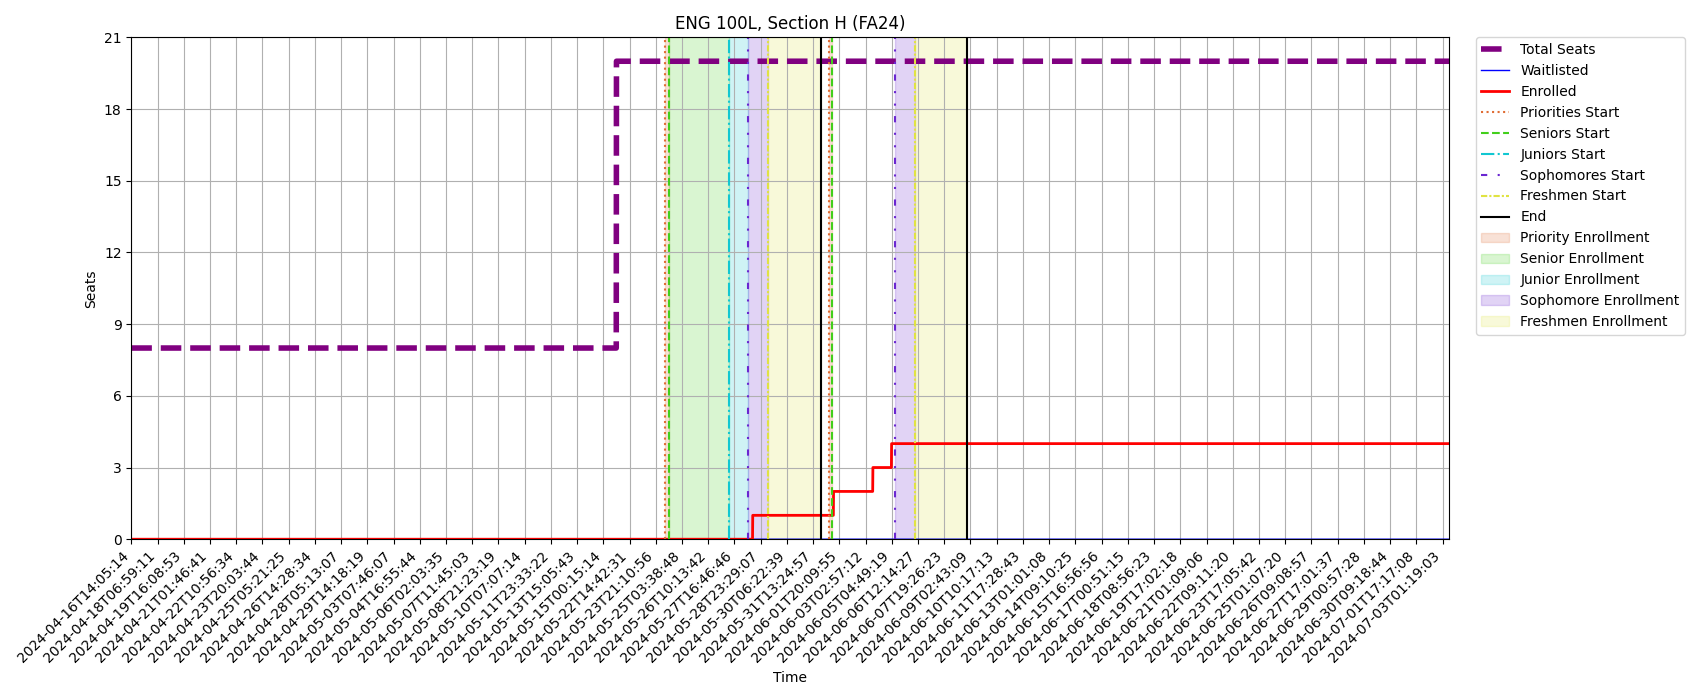 ENG 100L, Section H (FA24)
21
18
15
12
9
6
3
0
Seats
2024-04-16T14:05:14
2024-04-18T06:59:11
2024-04-19T16:08:53
2024-04-21T01:46:41
2024-04-22T10:56:34
2024-04-23T20:03:44
2024-04-25T05:21:25
2024-04-26T14:28:34
2024-04-28T05:13:07
2024-04-29T14:18:19
2024-05-03T07:46:07
2024-05-04T16:55:44
2024-05-06T02:03:35
2024-05-07T11:45:03
2024-05-08T21:23:19
2024-05-10T07:07:14
2024-05-11T23:33:22
2024-05-13T15:05:43
2024-05-15T00:15:14
2024-05-22T14:42:31
2024-05-23T21:10:56
2024-05-25T03:38:48
2024-05-26T10:13:42
2024-05-27T16:46:46
2024-05-28T23:29:07
2024-05-30T06:22:39
2024-05-31T13:24:57
2024-06-01T20:09:55
2024-06-03T02:57:12
2024-06-05T04:49:19
2024-06-06T12:14:27
2024-06-07T19:26:23
2024-06-09T02:43:09
2024-06-10T10:17:13
2024-06-11T17:28:43
2024-06-13T01:01:08
2024-06-14T09:10:25
2024-06-15T16:56:56
2024-06-17T00:51:15
2024-06-18T08:56:23
2024-06-19T17:02:18
2024-06-21T01:09:06
2024-06-22T09:11:20
2024-06-23T17:05:42
2024-06-25T01:07:20
2024-06-26T09:08:57
2024-06-27T17:01:37
2024-06-29T00:57:28
2024-06-30T09:18:44
2024-07-01T17:17:08
2024-07-03T01:19:03
Time
Total Seats
Waitlisted
Enrolled
Priorities Start
Seniors Start
Juniors Start
Sophomores Start
Freshmen Start
End
Priority Enrollment
Senior Enrollment
Junior Enrollment
Sophomore Enrollment
Freshmen Enrollment